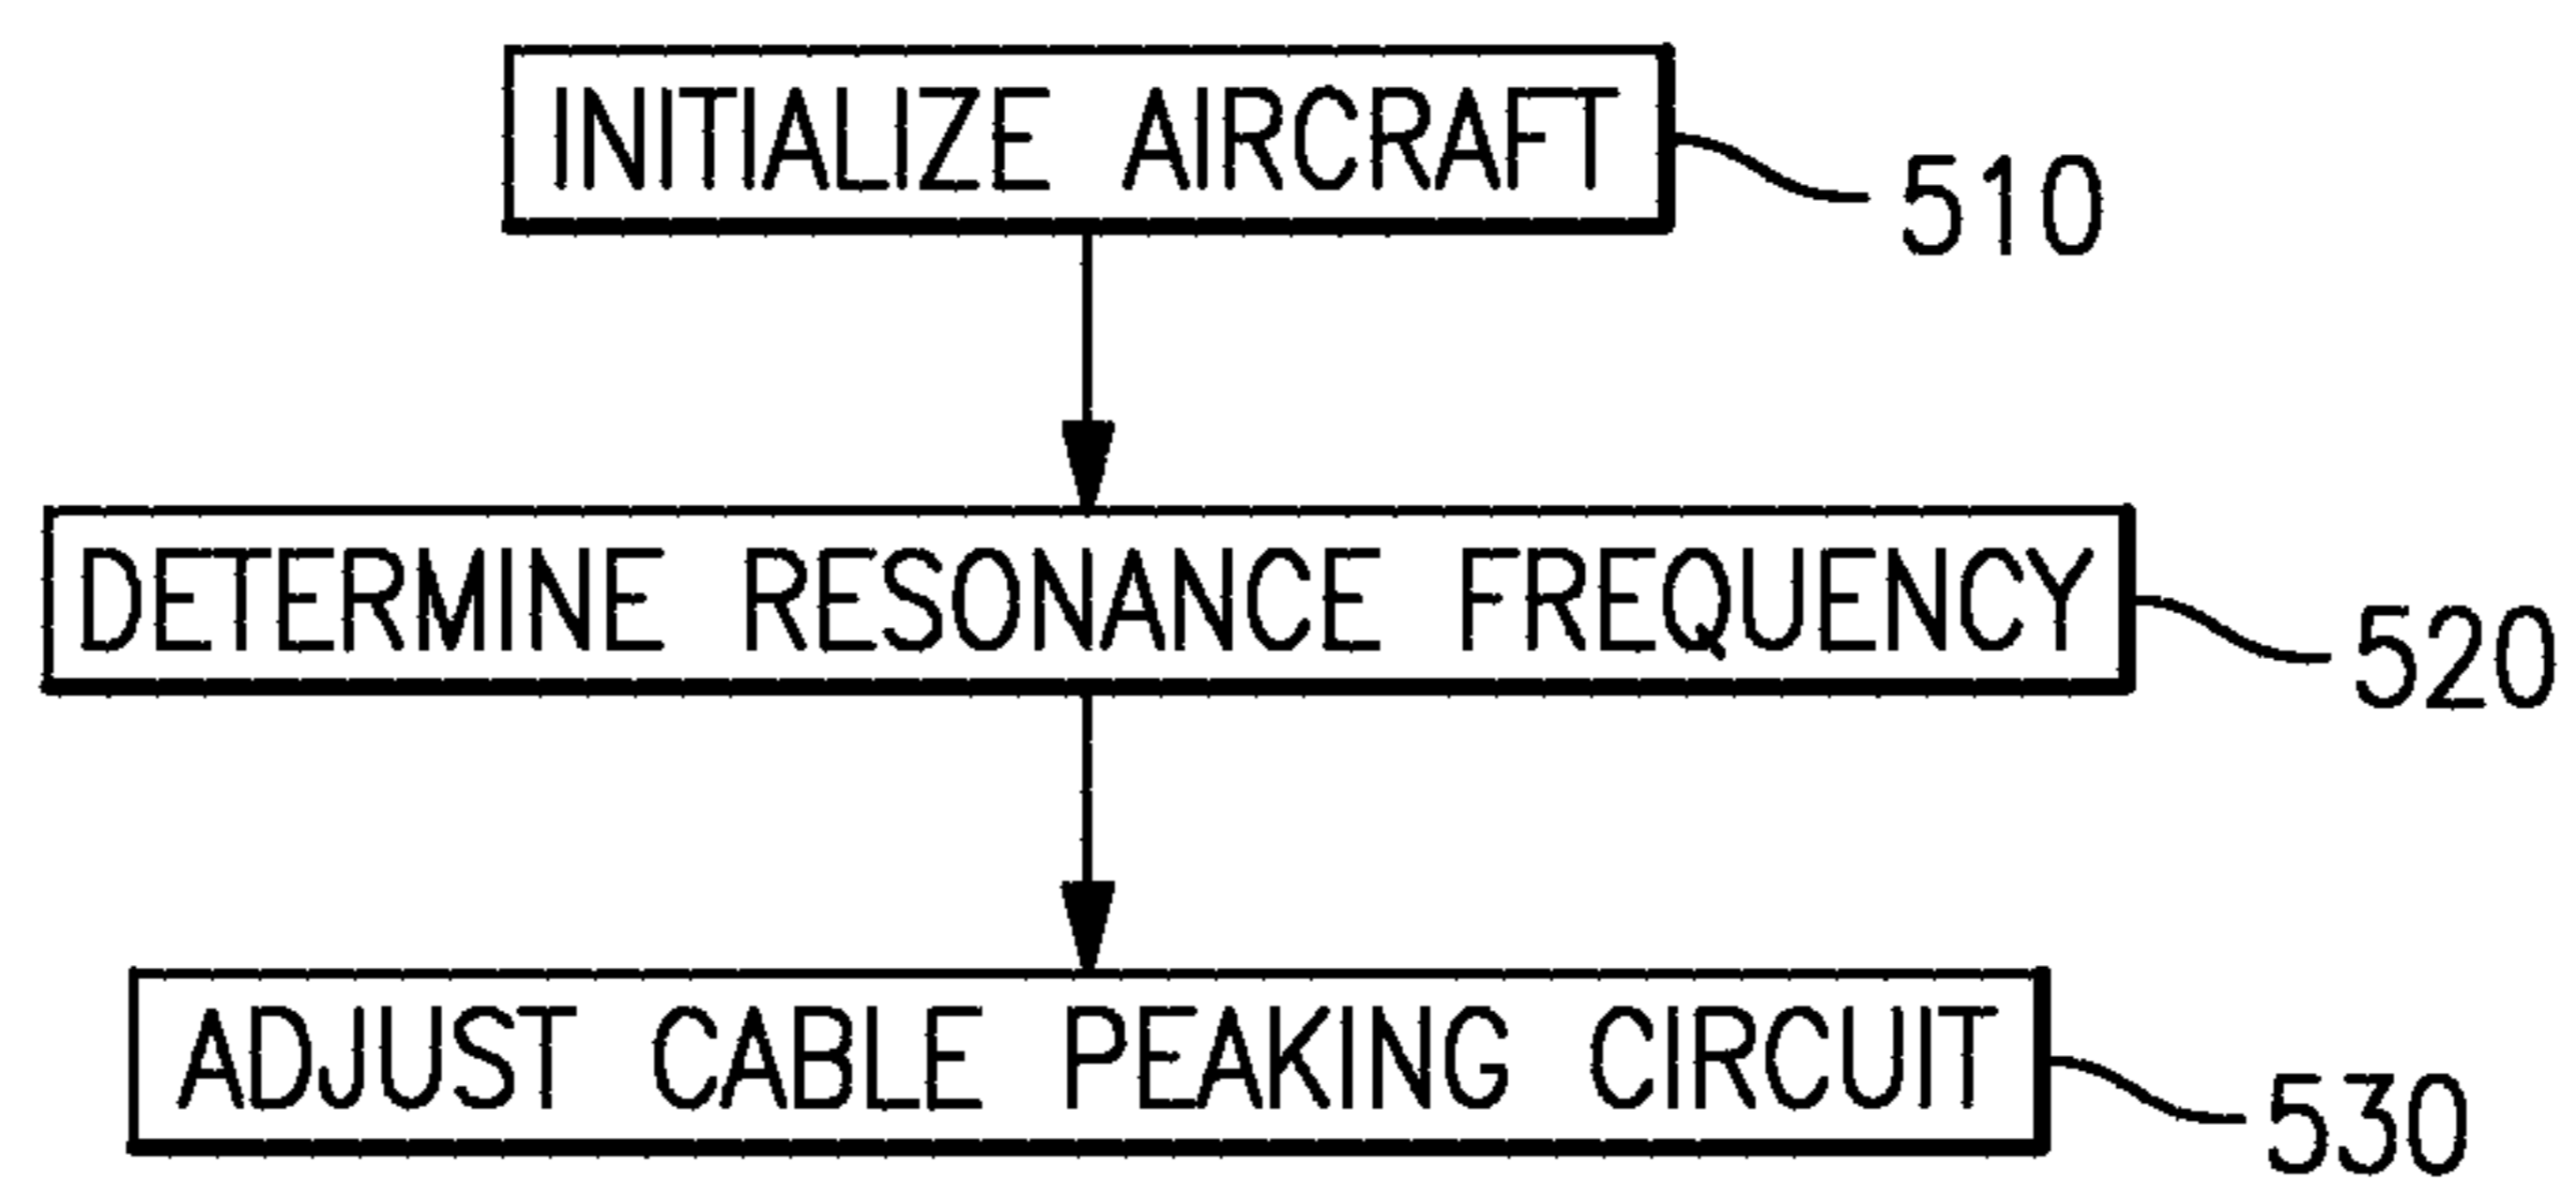 INITIALIZE AIRCRAFT
510
DETERMINE RESONANCE FREQUENCY
520
ADJUST CABLE PEAKING CIRCUIT
530